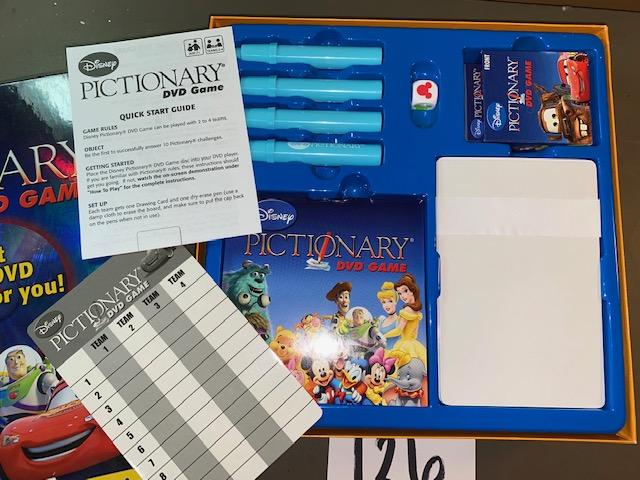 Disney
PICTIONARY®
DVD Game
QUICK START GUIDE
GAME RULES
Disney Pictionary® DVD Game can be played with 2 to 4 teams.
OBJECT
Be the first to successfully answer 10 Pictionary® challenges.
GETTING STARTED
Place the Disney Pictionary® DVD Game disc into your DVD player.
If you are familiar with Pictionary® rules, these instructions should
get you going. If not, watch the on-screen demonstration under
"How To Play" for the complete instructions.
SET UP
Each team gets one Drawing Card and one dry-erase pen (use a
damp cloth to erase the board, and make sure to put the cap back
on the pens when not in use).
FRONT
PICTIONARY
DVD GAME
Disney
PICTIONARY
DVD GAME
PICTIONARY
ARY
D GAM
DVD
or you!
Disney
PICTIONARY®
DVD GAME
Disney
PICTIONARY
DVD GAME
TEAM 1
TEAM 2
TEAM 3
TEAM 4
1
2
3
4
5
6
7
8
126